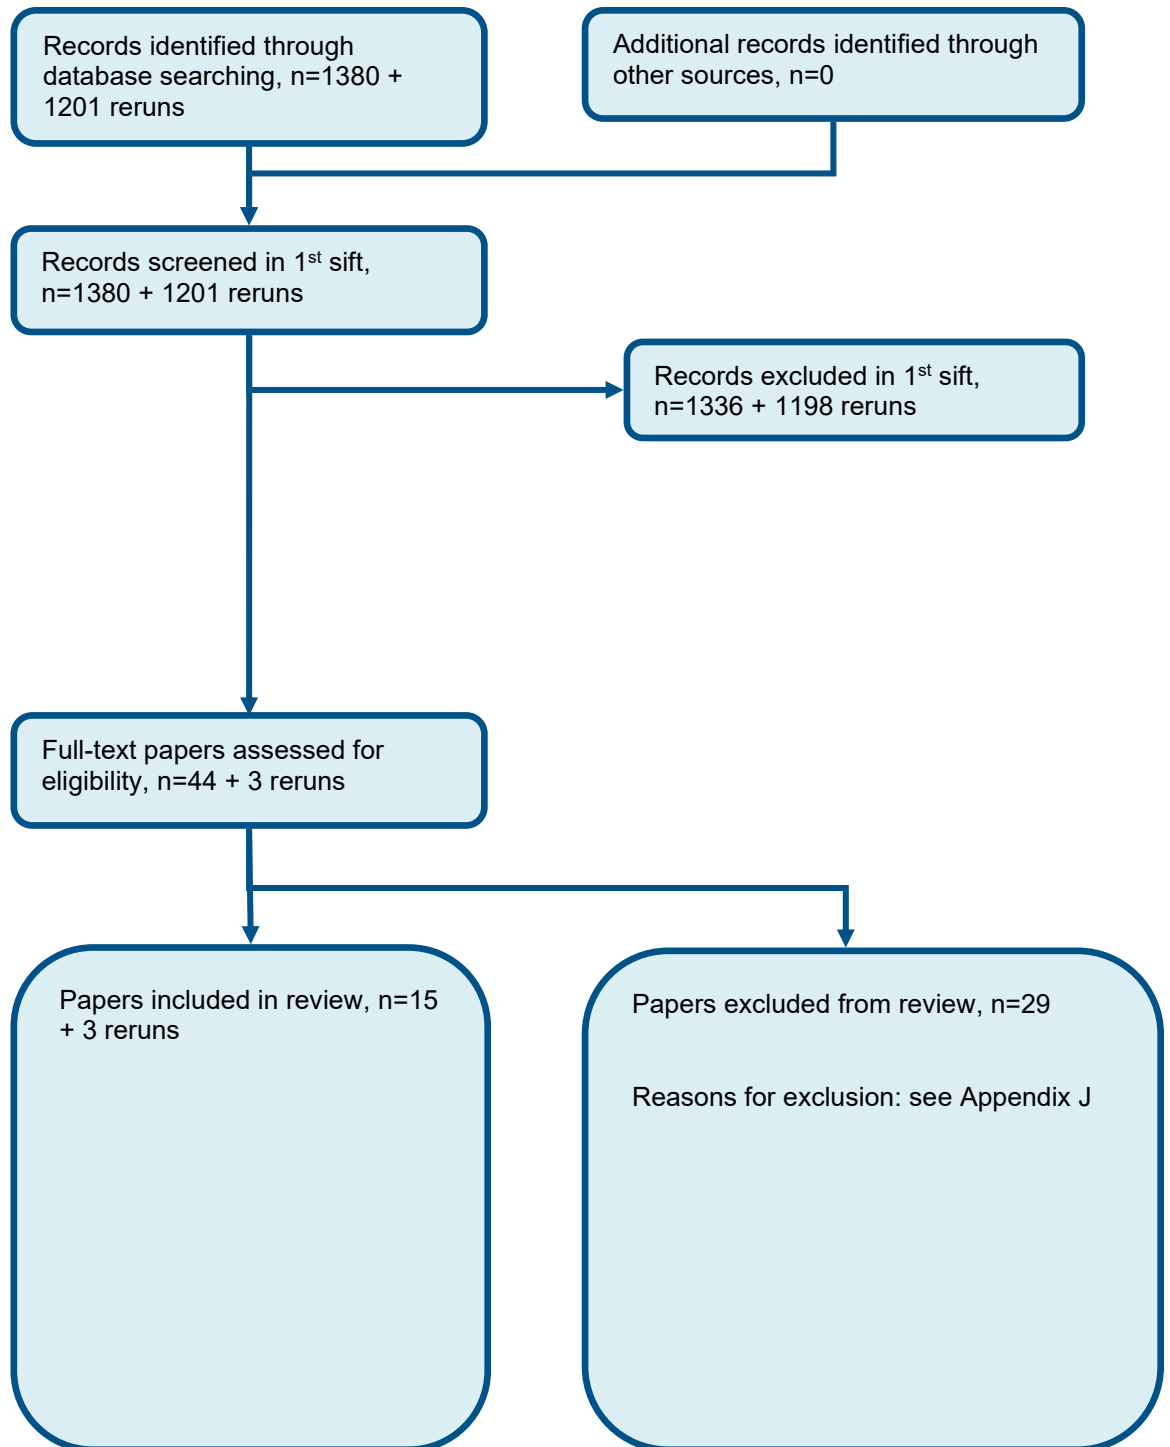 Records identified through
database searching, n=1380 +
1201 reruns
Additional records identified through
other sources, n=0
Records screened in 1st sift,
n=1380 + 1201 reruns
Records excluded in 1st sift,
n=1336 + 1198 reruns
Full-text papers assessed for
eligibility, n=44 + 3 reruns
Papers included in review, n=15
+ 3 reruns
Papers excluded from review, n=29
Reasons for exclusion: see Appendix J